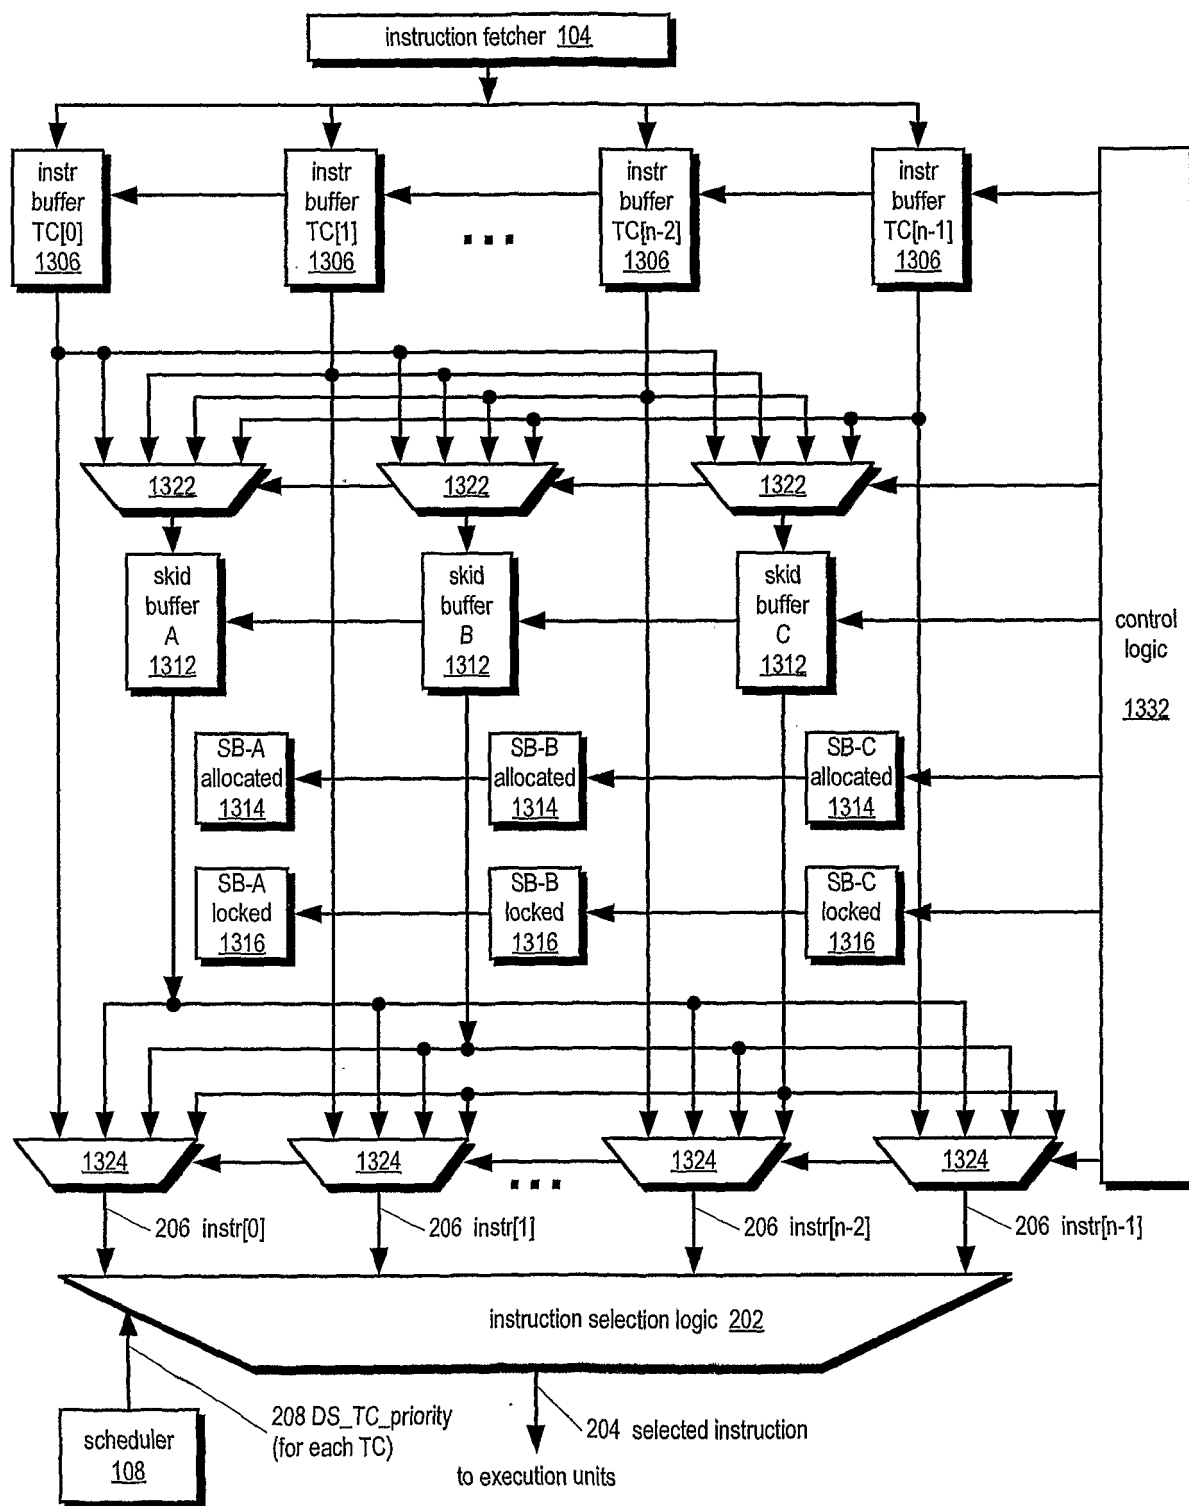 instruction fetcher 104
instr buffer TC[0] 1306
instr buffer TC[1] 1306
instr buffer TC[n-2] 1306
instr buffer TC[n-1] 1306
1322
1322
1322
skid buffer A 1312
skid buffer B 1312
skid buffer C 1312
control logic 1332
SB-A allocated 1314
SB-B allocated 1314
SB-C allocated 1314
SB-A locked 1316
SB-B locked 1316
SB-C locked 1316
1324
1324
1324
1324
206 instr[0]
206 instr[1]
206 instr[n-2]
206 instr[n-1]
instruction selection logic 202
scheduler 108
208 DS_TC_priority
(for each TC)
204 selected instruction
to execution units